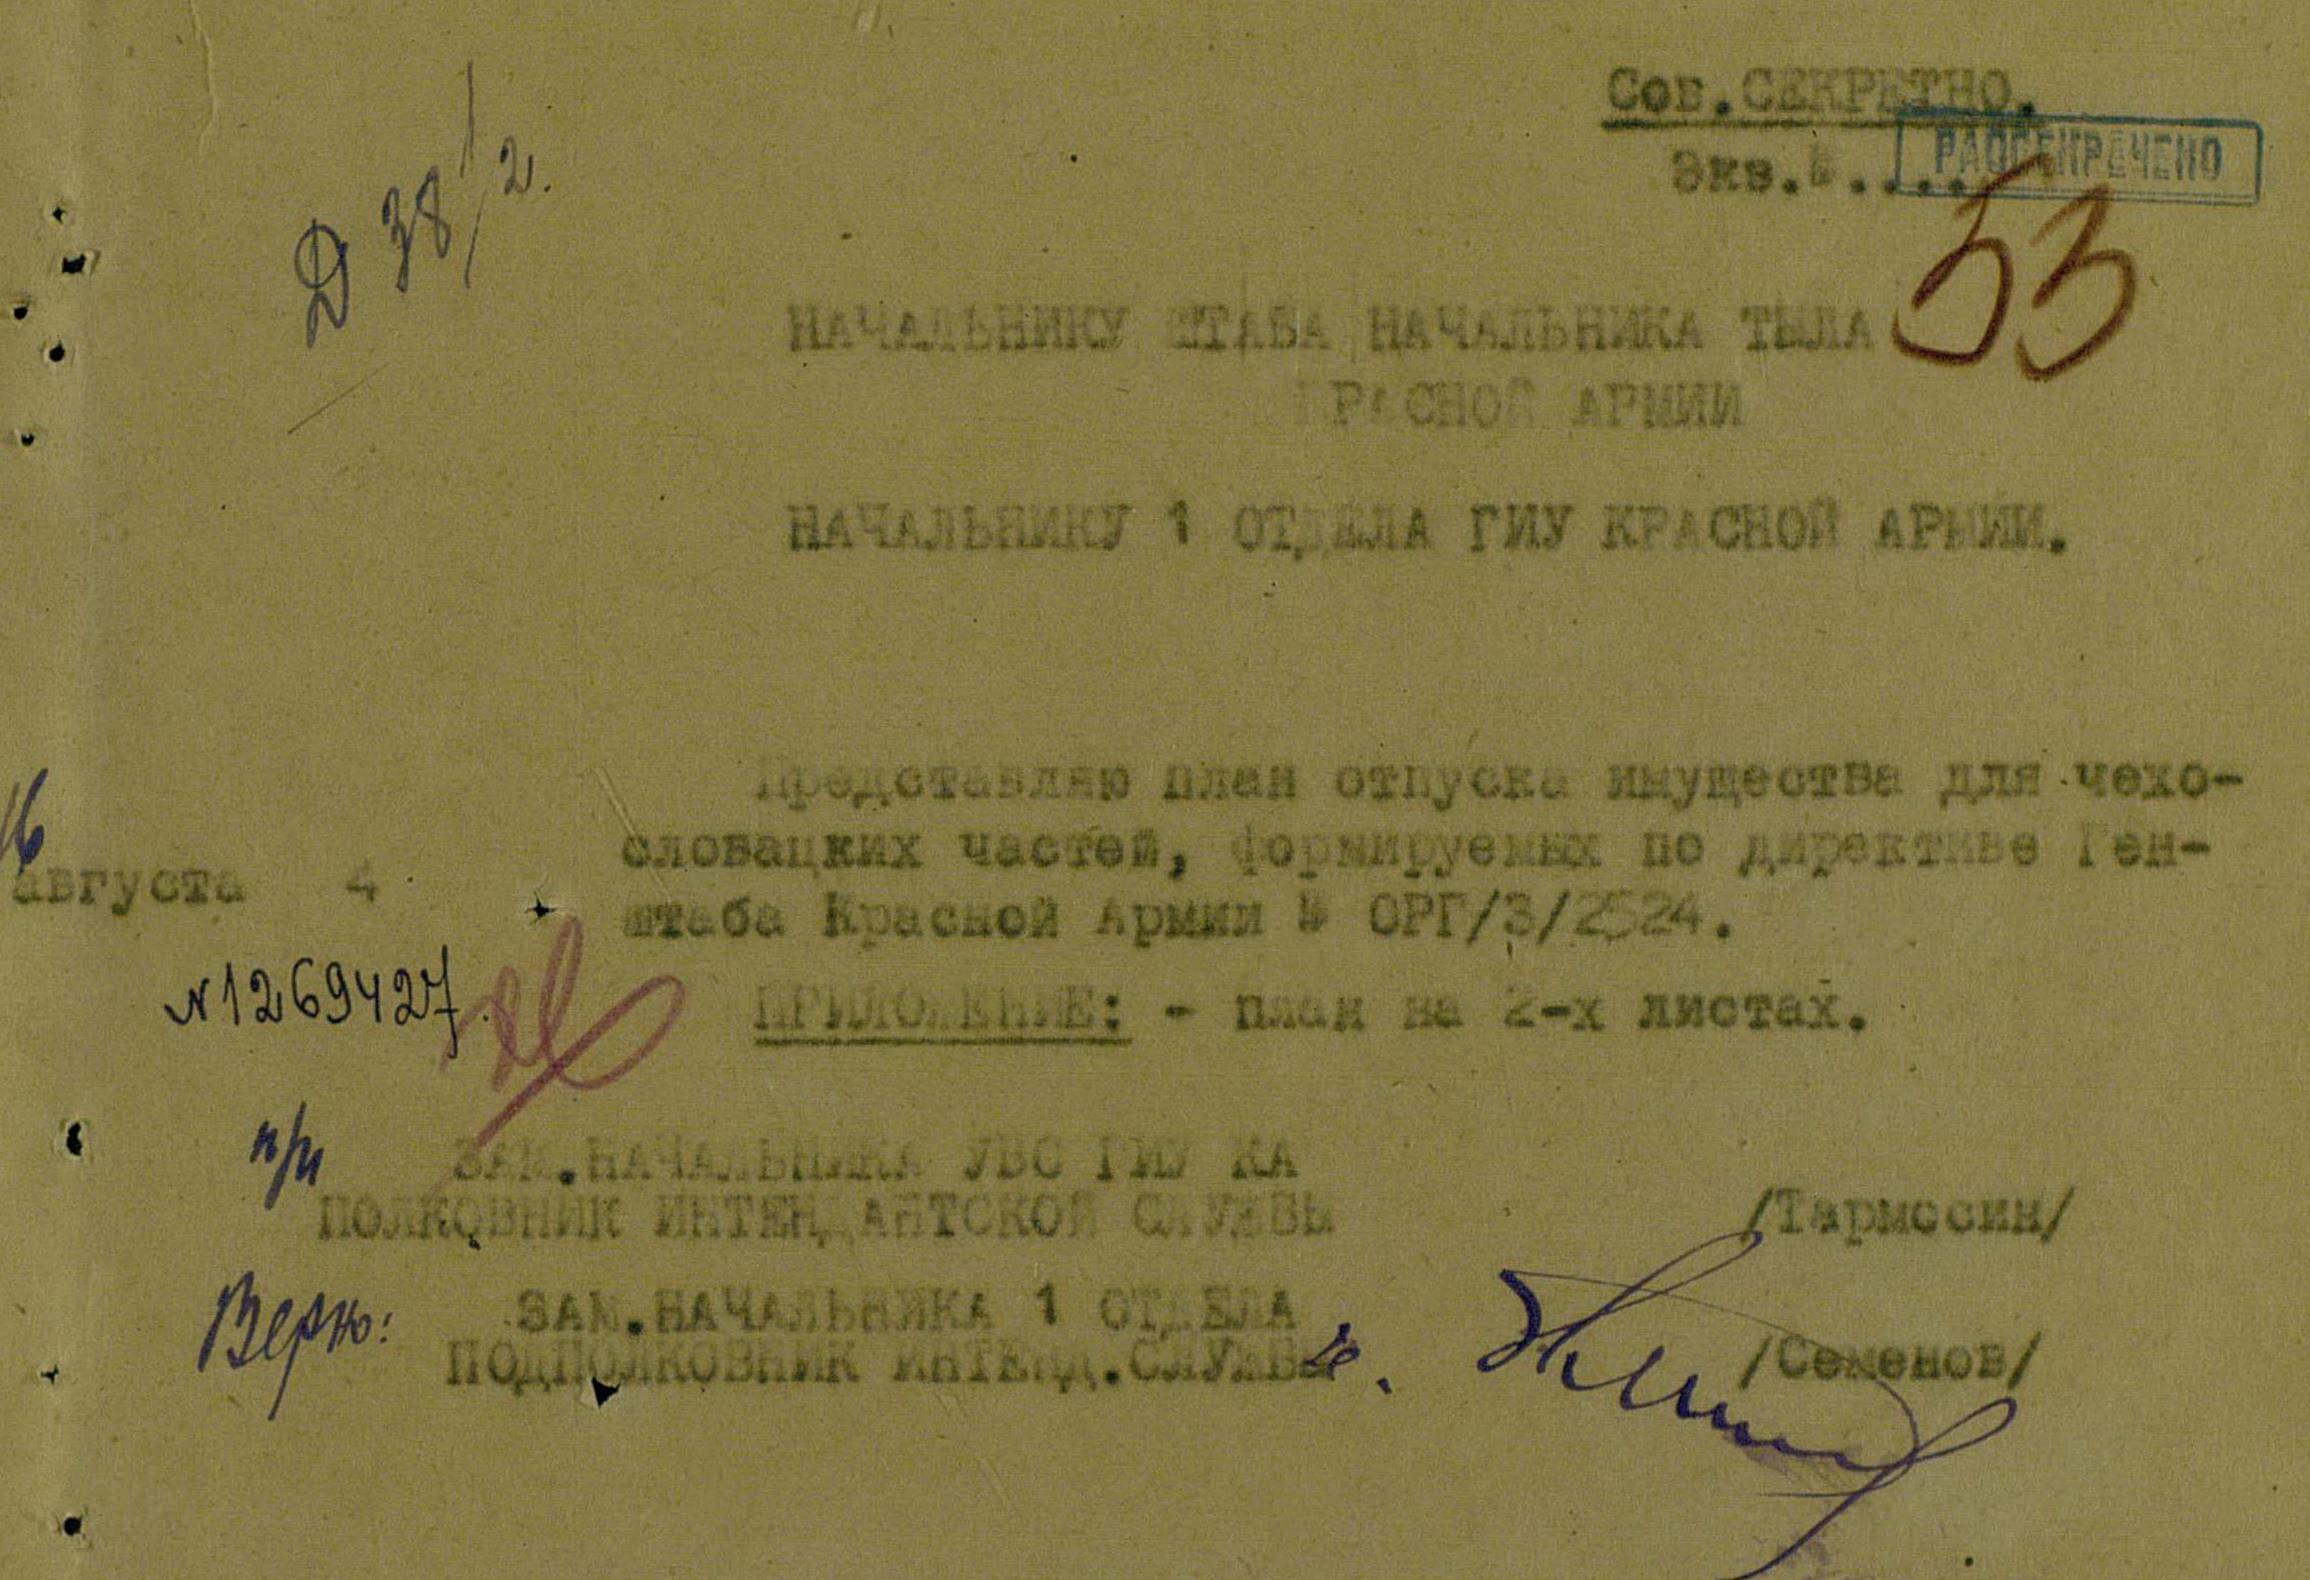 Сов.СЕКРЕТНО.
РАССЕКРЕЧЕНО
Экз.№.....
53
Д 38/2.
НАЧАЛЬНИКУ ШТАБА НАЧАЛЬНИКА ТЫЛА
КРАСНОЙ АРМИИ
НАЧАЛЬНИКУ 1 ОТДЕЛА ГИУ КРАСНОЙ АРМИИ.
Представляю план отпуска имущества для чехо-
словацких частей, формируемых по директиве Ген-
штаба Красной Армии № ОРГ/3/2524.
16
августа 4
№1269427.
ПРИЛОЖЕНИЕ: - план на 2-х листах.
п/п ЗАМ.НАЧАЛЬНИКА УВС ГИУ КА
ПОЛКОВНИК ИНТЕНДАНТСКОЙ СЛУЖБЫ /Тармосин/
Верно: ЗАМ.НАЧАЛЬНИКА 1 ОТДЕЛА
ПОДПОЛКОВНИК ИНТЕНД.СЛУЖБЫ /Семенов/